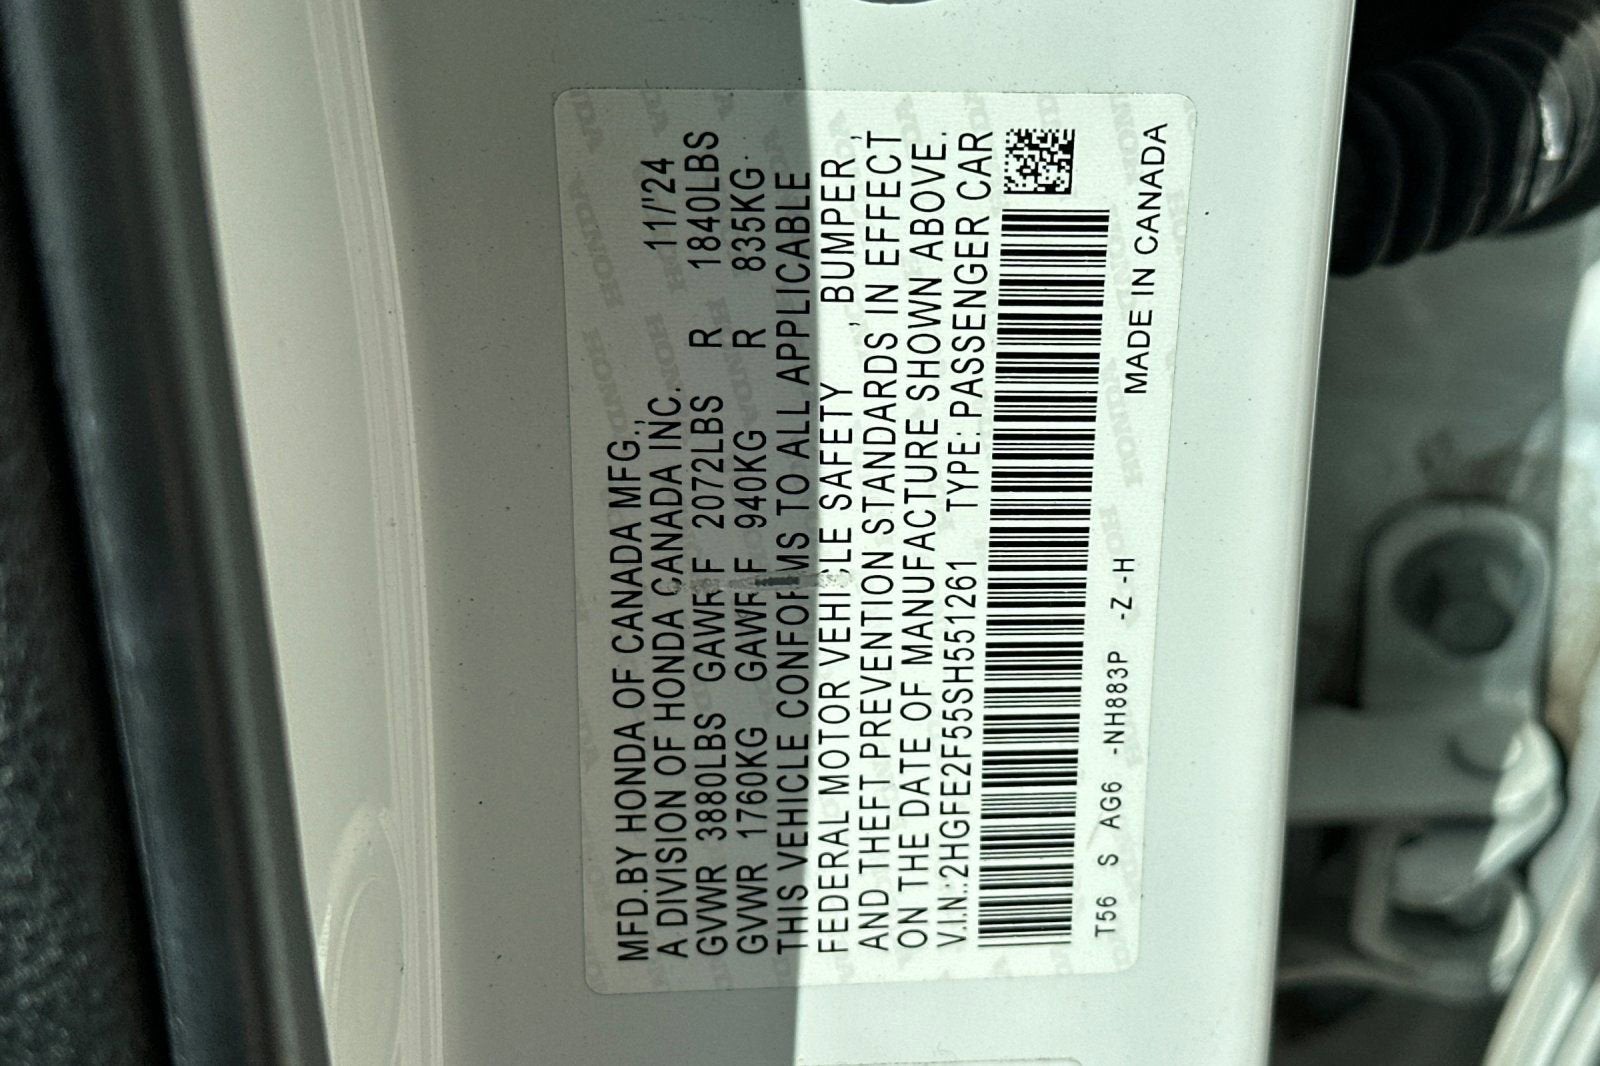 MFD.BY HONDA OF CANADA MFG.,
A DIVISION OF HONDA CANADA INC. 11/'24
GVWR 3880LBS GAWR F 2072LBS R 1840LBS
GVWR 1760KG GAWR F 940KG R 835KG
THIS VEHICLE CONFORMS TO ALL APPLICABLE
FEDERAL MOTOR VEHICLE SAFETY , BUMPER ,
AND THEFT PREVENTION STANDARDS IN EFFECT
ON THE DATE OF MANUFACTURE SHOWN ABOVE.
V.I.N.:2HGFE2F55SH551261 TYPE: PASSENGER CAR
T56 S AG6 -NH883P -Z -H MADE IN CANADA